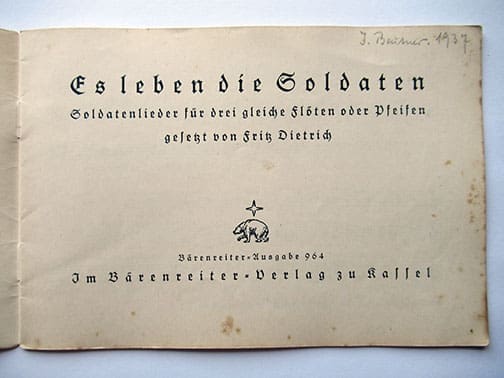 1937
Es leben die Soldaten
Soldatenlieder für drei gleiche Flöten oder Pfeifen
gesetzt von Fritz Dietrich
Bärenreiter-Ausgabe 964
Im Bärenreiter-Verlag zu Kassel